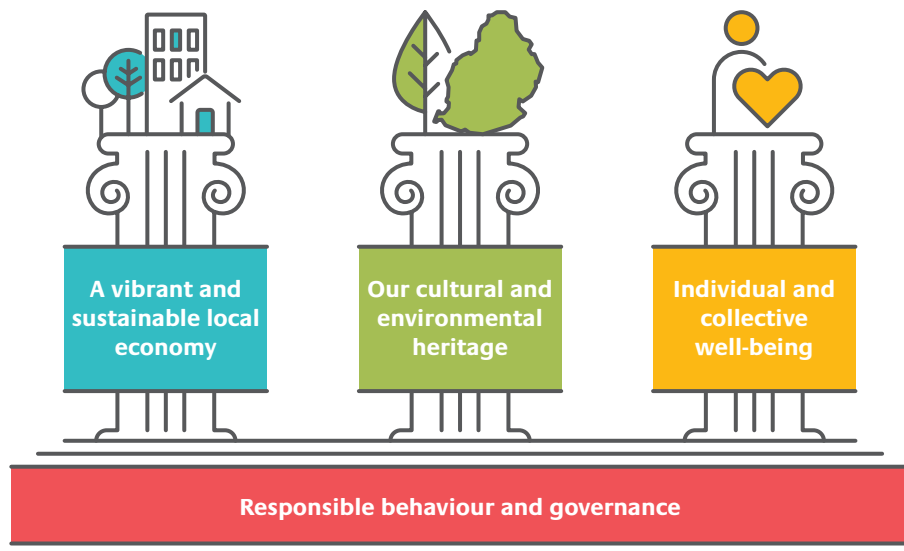 A vibrant and
sustainable local
economy
Our cultural and
environmental
heritage
Individual and
collective
well-being
Responsible behaviour and governance